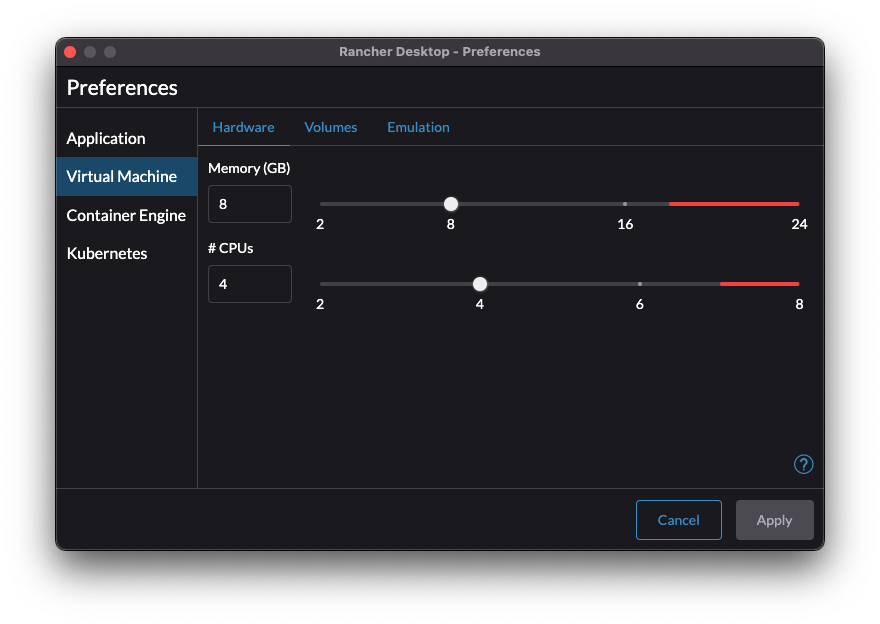 Rancher Desktop - Preferences
Preferences
Application
Virtual Machine
Container Engine
Kubernetes
Hardware Volumes Emulation
Memory (GB)
8
2 8 16 24
# CPUs
4
2 4 6 8
?
Cancel Apply